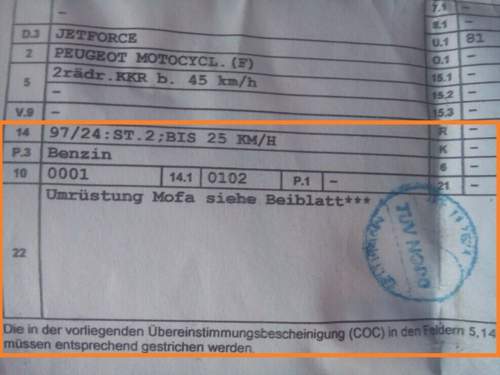 – 7.1 –
8.1 –
D.3 JETFORCE U.1 81
2 PEUGEOT MOTOCYCL.(F) O.1 –
5 2rädr.KKR b. 45 km/h 15.1 –
– 15.2 –
V.9 – 15.3 –
14 97/24:ST.2;BIS 25 KM/H R –
P.3 Benzin K –
10 0001 14.1 0102 P.1 – 6 –
21 –
22 Umrüstung Mofa siehe Beiblatt***
TÜV NORD
Die in der vorliegenden Übereinstimmungsbescheinigung (COC) in den Feldern 5,14
müssen entsprechend gestrichen werden.